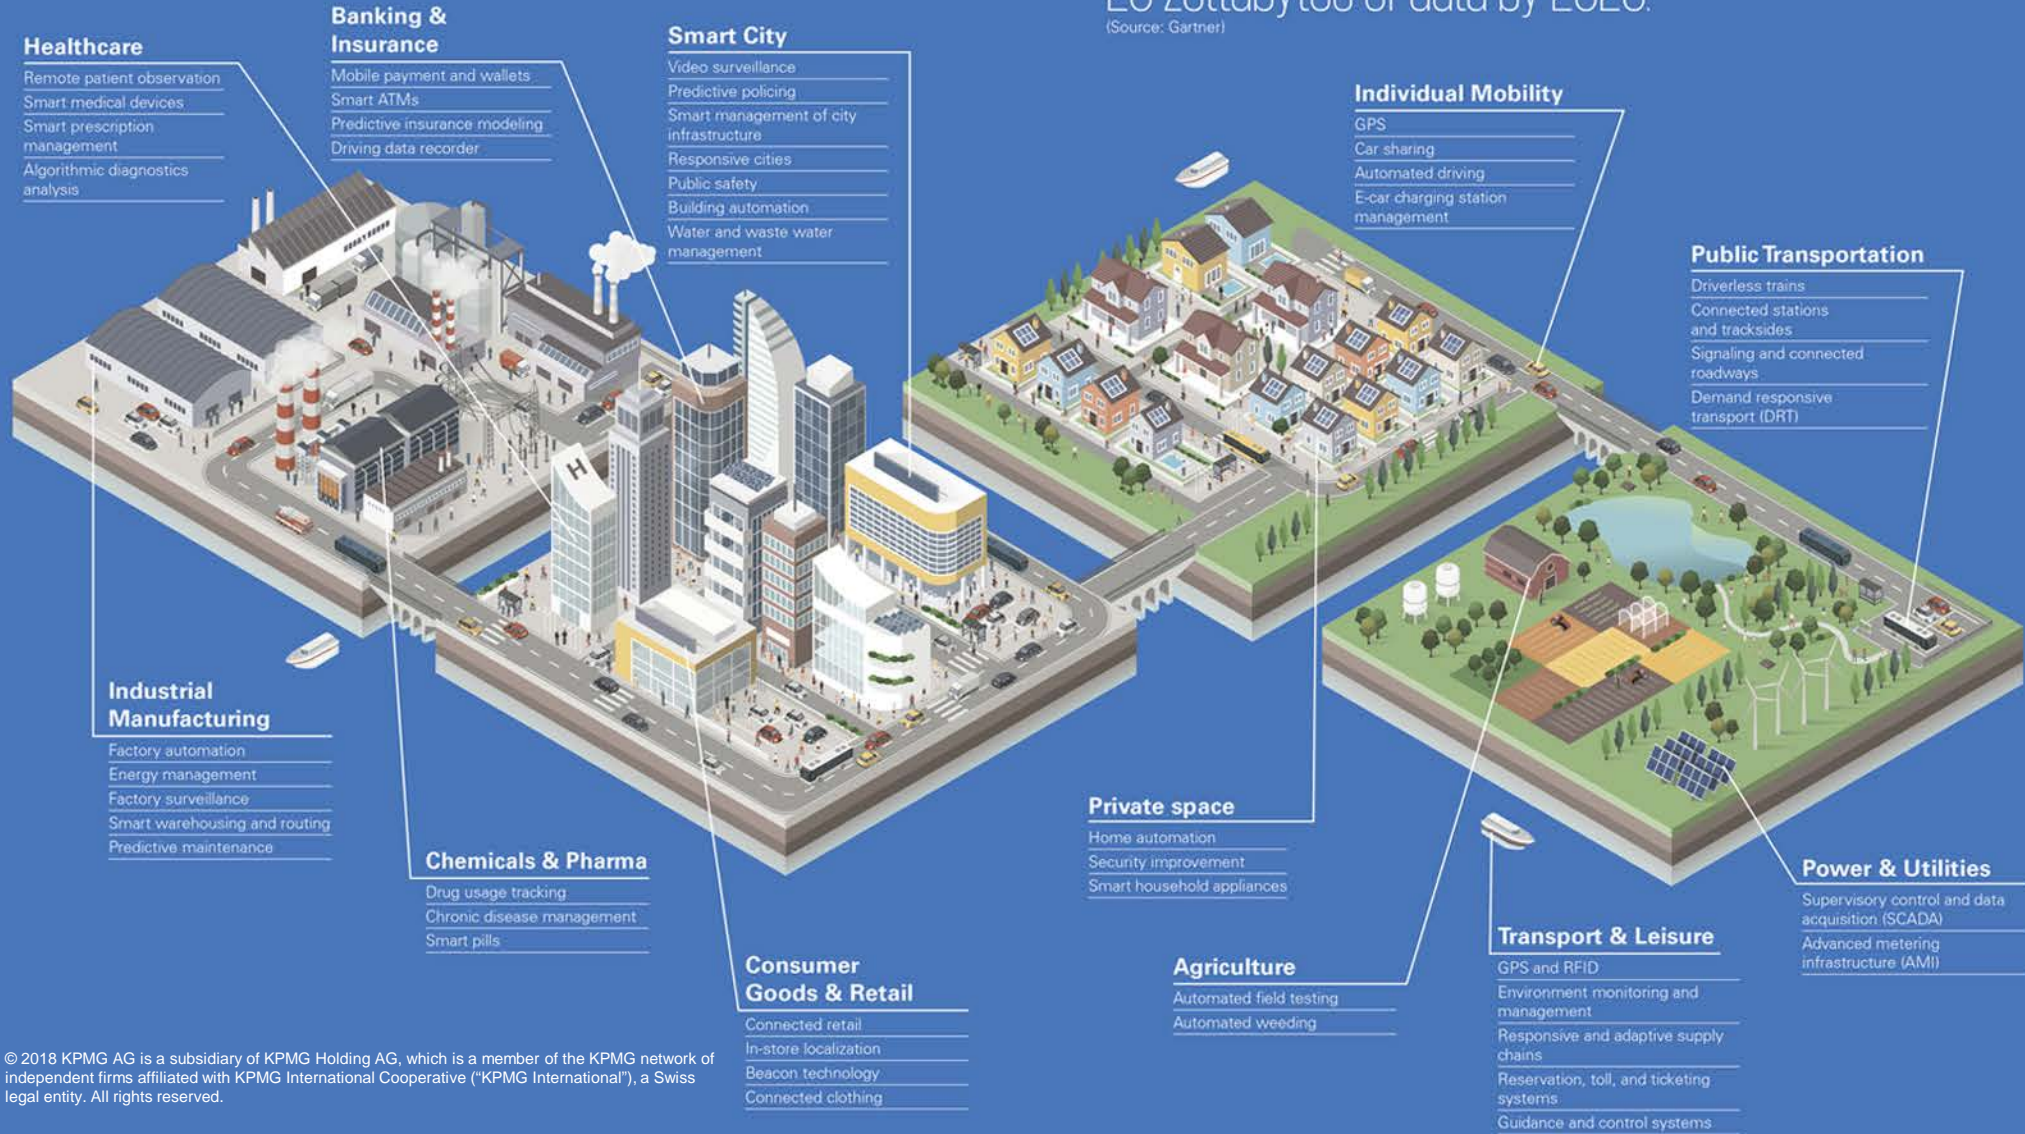 of data by
(Source: Gartner)
Healthcare
Remote patient observation
Smart medical devices
Smart prescription
management
Algorithmic diagnostics
analysis
Banking &
Insurance
Mobile payment and wallets
Smart ATMs
Predictive insurance modeling
Driving data recorder
Smart City
Video surveillance
Predictive policing
Smart management of city
infrastructure
Responsive cities
Public safety
Building automation
Water and waste water
management
Individual Mobility
GPS
Car sharing
Automated driving
E-car charging station
management
Public Transportation
Driverless trains
Connected stations
and tracksides
Signaling and connected
roadways
Demand responsive
transport (DRT)
H
Industrial
Manufacturing
Factory automation
Energy management
Factory surveillance
Smart warehousing and routing
Predictive maintenance
Chemicals & Pharma
Drug usage tracking
Chronic disease management
Smart pills
Consumer
Goods & Retail
Connected retail
In-store localization
Beacon technology
Connected clothing
Private space
Home automation
Security improvement
Smart household appliances
Agriculture
Automated field testing
Automated weeding
Transport & Leisure
GPS and RFID
Environment monitoring and
management
Responsive and adaptive supply
chains
Reservation, toll, and ticketing
systems
Guidance and control systems
Power & Utilities
Supervisory control and data
acquisition (SCADA)
Advanced metering
infrastructure (AMI)
© 2018 KPMG AG is a subsidiary of KPMG Holding AG, which is a member of the KPMG network of
independent firms affiliated with KPMG International Cooperative (“KPMG International”), a Swiss
legal entity. All rights reserved.